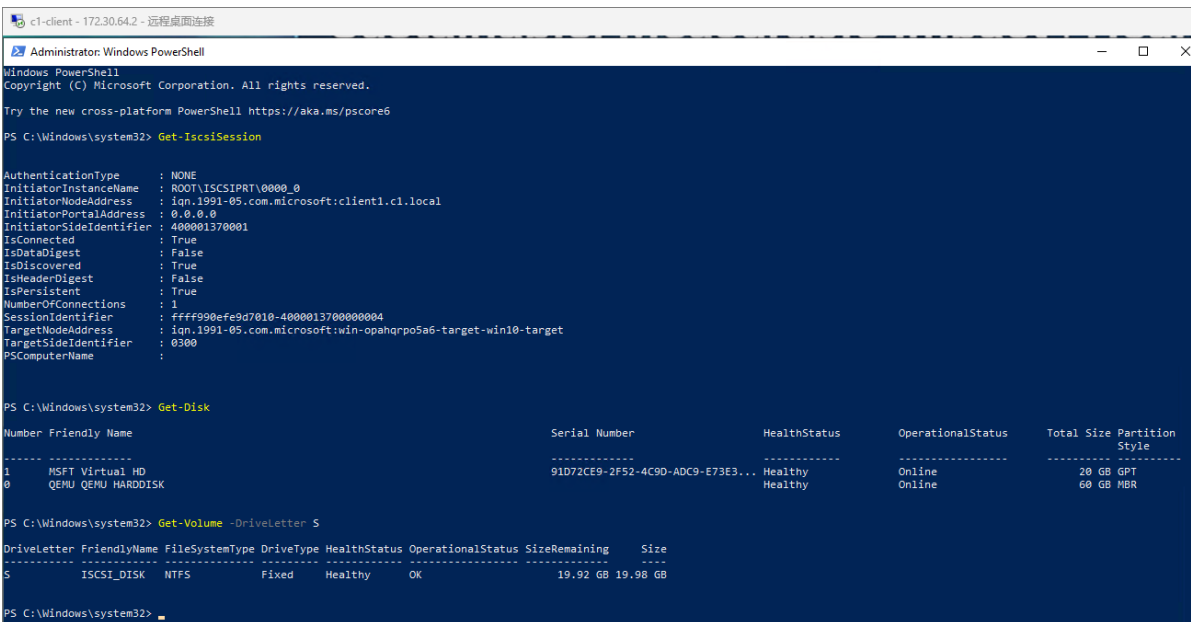 c1-client - 172.30.64.2 - 远程桌面连接
Administrator: Windows PowerShell
Windows PowerShell
Copyright (C) Microsoft Corporation. All rights reserved.
Try the new cross-platform PowerShell https://aka.ms/pscore6
PS C:\Windows\system32> Get-IscsiSession
AuthenticationType      : NONE
InitiatorInstanceName   : ROOT\ISCSIPRT\0000_0
InitiatorNodeAddress    : iqn.1991-05.com.microsoft:client1.c1.local
InitiatorPortalAddress  : 0.0.0.0
InitiatorSideIdentifier : 400001370001
IsConnected             : True
IsDataDigest            : False
IsDiscovered            : True
IsHeaderDigest          : False
IsPersistent            : True
NumberOfConnections     : 1
SessionIdentifier       : ffff990efe9d7010-4000013700000004
TargetNodeAddress       : iqn.1991-05.com.microsoft:win-opahqrpo5a6-target-win10-target
TargetSideIdentifier    : 0300
PSComputerName          :
PS C:\Windows\system32> Get-Disk
Number Friendly Name Serial Number HealthStatus OperationalStatus Total Size Partition
Style
------ ------------- ------------- ------------ ----------------- ---------- ----------
1 MSFT Virtual HD 91D72CE9-2F52-4C9D-ADC9-E73E3... Healthy Online 20 GB GPT
0 QEMU QEMU HARDDISK Healthy Online 60 GB MBR
PS C:\Windows\system32> Get-Volume -DriveLetter S
DriveLetter FriendlyName FileSystemType DriveType HealthStatus OperationalStatus SizeRemaining Size
----------- ------------ -------------- --------- ------------ ----------------- ------------- ----
S ISCSI_DISK NTFS Fixed Healthy OK 19.92 GB 19.98 GB
PS C:\Windows\system32>